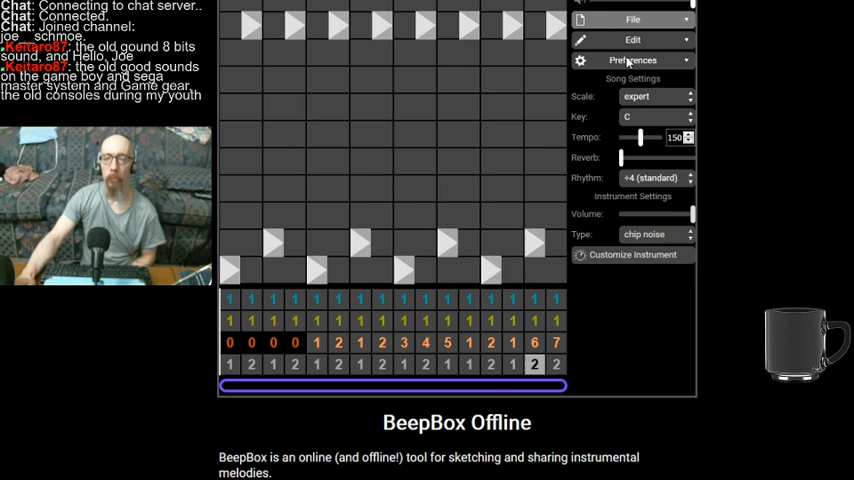 Chat: Connecting to chat server..
Chat: Connected.
Chat: Joined channel:
joe__schmoe.
Keitaro87: the old gound 8 bits
sound, and Hello, Joe
Keitaro87: the old good sounds
on the game boy and sega
master system and Game gear,
the old consoles during my youth
File
Edit
Preferences
Song Settings
Scale: expert
Key: C
Tempo: 150
Reverb:
Rhythm: ÷4 (standard)
Instrument Settings
Volume:
Type: chip noise
Customize Instrument
1 1 1 1 1 1 1 1 1 1 1 1 1 1 1 1
1 1 1 1 1 1 1 1 1 1 1 1 1 1 1 1
0 0 0 0 1 2 1 2 3 4 5 1 2 1 6 7
1 2 1 2 1 1 1 2 1 2 1 1 2 1 2 2
BeepBox Offline
BeepBox is an online (and offline!) tool for sketching and sharing instrumental
melodies.